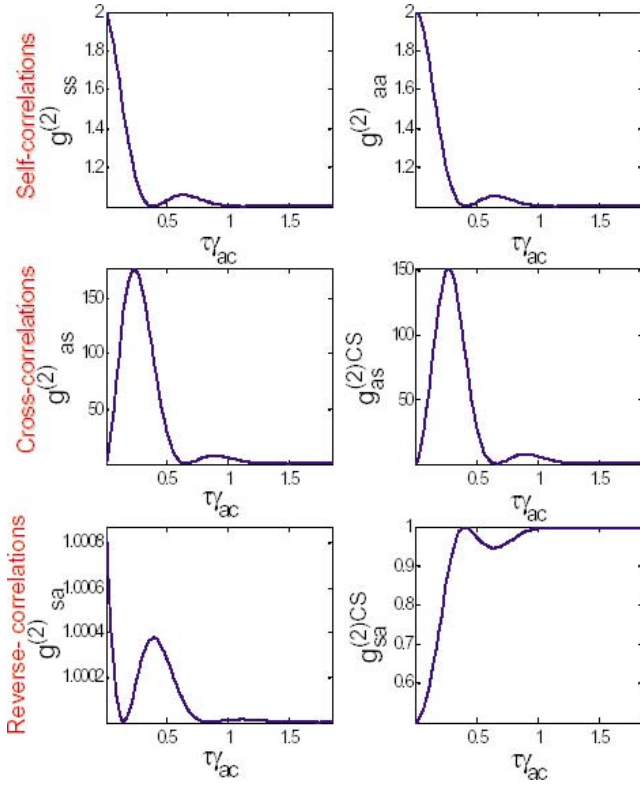 Self-correlations
2
1.8
1.6
1.4
1.2
0.5 1 1.5
g(2) ss
τγac
2
1.8
1.6
1.4
1.2
0.5 1 1.5
g(2) aa
τγac
Cross-correlations
150
100
50
0.5 1 1.5
g(2) as
τγac
150
100
50
0.5 1 1.5
g(2)CS as
τγac
Reverse- correlations
1.0008
1.0006
1.0004
1.0002
0.5 1 1.5
g(2) sa
τγac
1
0.9
0.8
0.7
0.6
0.5 1 1.5
g(2)CS sa
τγac